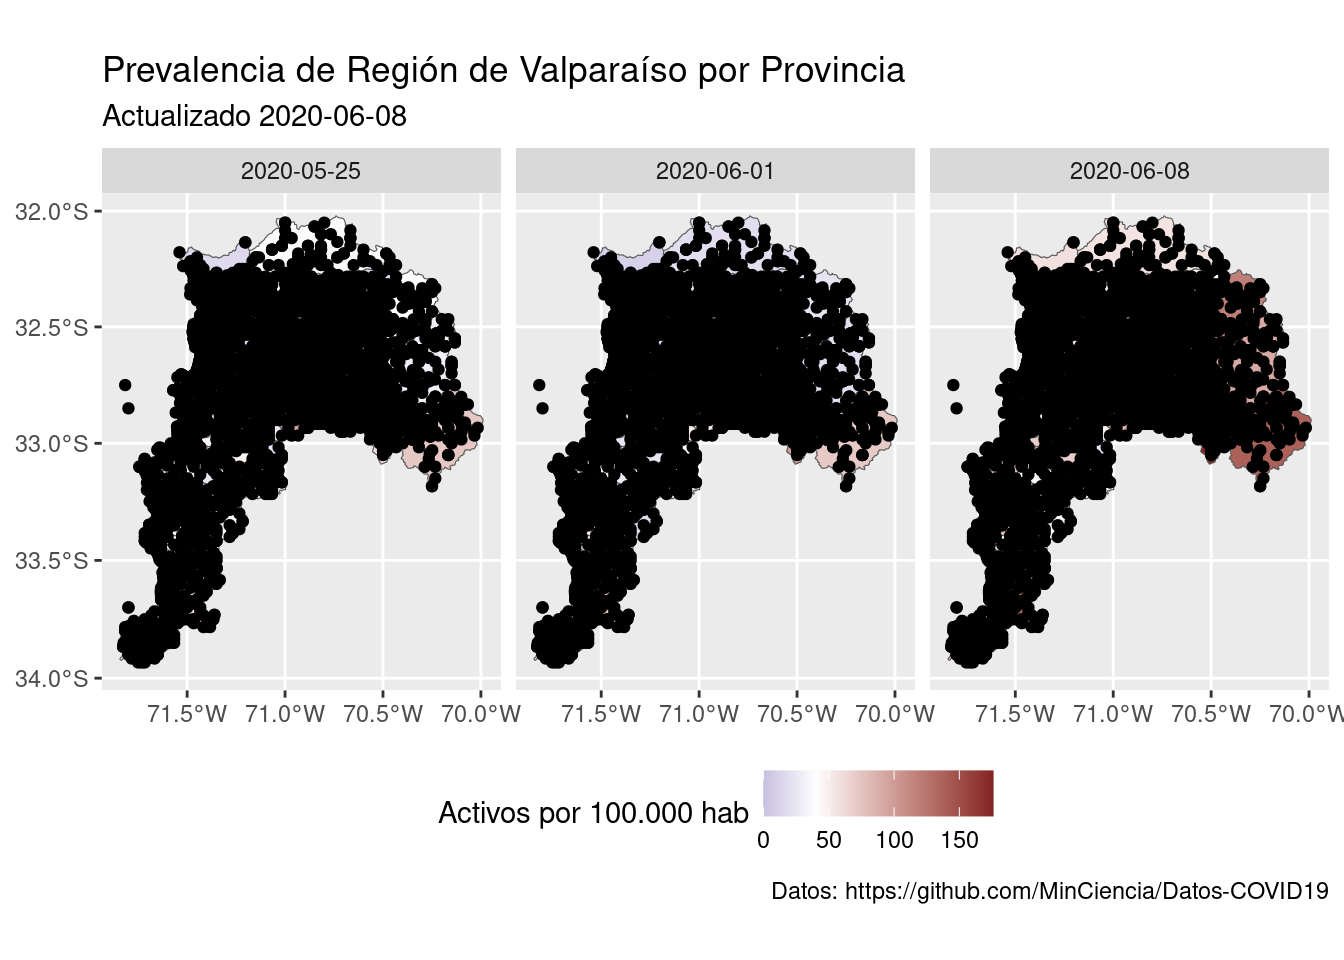 Prevalencia de Región de Valparaíso por Provincia
Actualizado 2020-06-08
2020-05-25 2020-06-01 2020-06-08
32.0°S
32.5°S
33.0°S
33.5°S
34.0°S
71.5°W 71.0°W 70.5°W 70.0°W 71.5°W 71.0°W 70.5°W 70.0°W 71.5°W 71.0°W 70.5°W 70.0°W
Activos por 100.000 hab
0 50 100 150
Datos: https://github.com/MinCiencia/Datos-COVID19